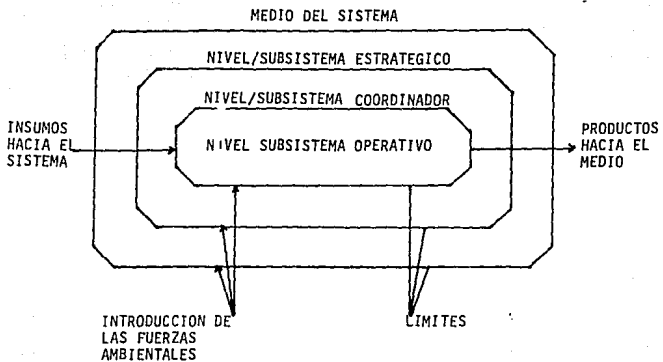 MEDIO DEL SISTEMA
NIVEL/SUBSISTEMA ESTRATEGICO
NIVEL/SUBSISTEMA COORDINADOR
NIVEL SUBSISTEMA OPERATIVO
INSUMOS
HACIA EL
SISTEMA
PRODUCTOS
HACIA EL
MEDIO
INTRODUCCION DE
LAS FUERZAS
AMBIENTALES
LIMITES